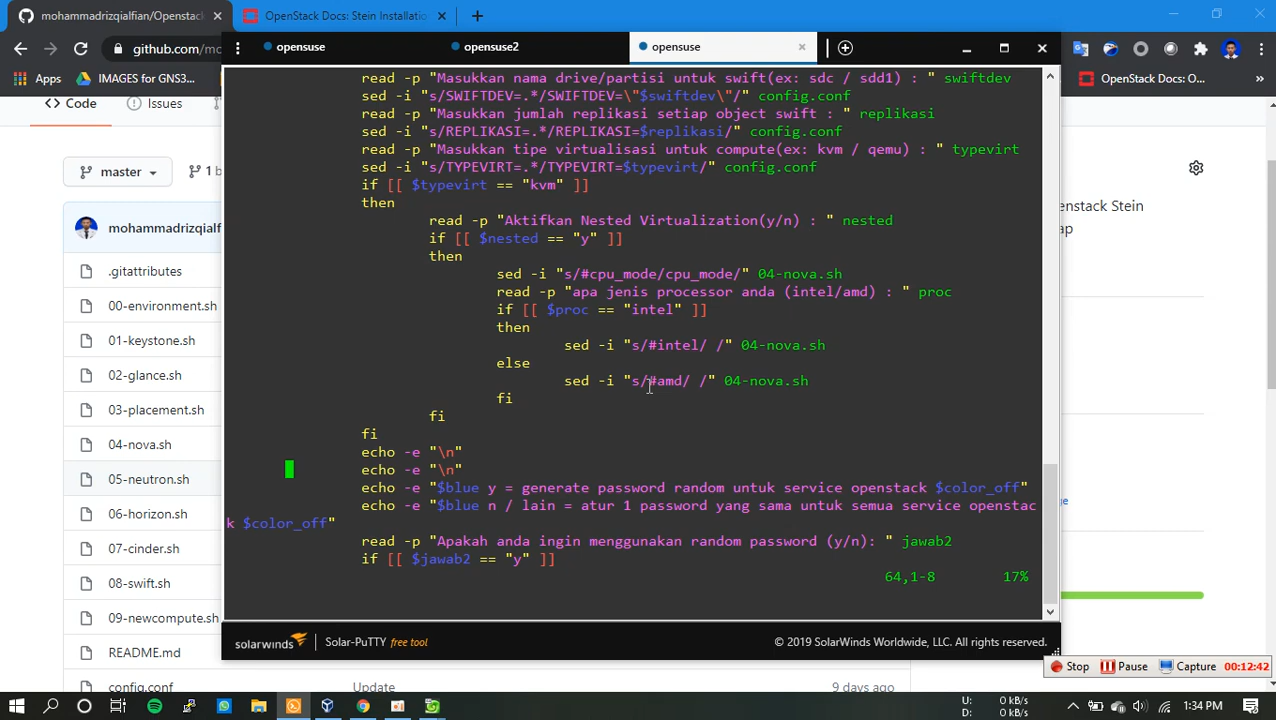 mohammadrizqialfian/Openstack
OpenStack Docs: Stein Installatio
github.com/mo
Apps
IMAGES for GNS3...
OpenStack Docs: O...
»
opensuse
opensuse2
opensuse
Code
Issues
master
1 b
mohammadrizqialf
.gitattributes
00-environment.sh
01-keystone.sh
02-glance.sh
03-placement.sh
04-nova.sh
05-neutron.sh
06-horizon.sh
07-cinder.sh
08-swift.sh
09-newcompute.sh
README.md
config.conf
Update
9 days ago
enstack Stein
ap
ge
read -p "Masukkan nama drive/partisi untuk swift(ex: sdc / sdd1) : " swiftdev
sed -i "s/SWIFTDEV=.*/SWIFTDEV=\"$swiftdev\"/" config.conf
read -p "Masukkan jumlah replikasi setiap object swift : " replikasi
sed -i "s/REPLIKASI=.*/REPLIKASI=$replikasi/" config.conf
read -p "Masukkan tipe virtualisasi untuk compute(ex: kvm / qemu) : " typevirt
sed -i "s/TYPEVIRT=.*/TYPEVIRT=$typevirt/" config.conf
if [[ $typevirt == "kvm" ]]
then
read -p "Aktifkan Nested Virtualization(y/n) : " nested
if [[ $nested == "y" ]]
then
sed -i "s/#cpu_mode/cpu_mode/" 04-nova.sh
read -p "apa jenis processor anda (intel/amd) : " proc
if [[ $proc == "intel" ]]
then
sed -i "s/#intel/ /" 04-nova.sh
else
sed -i "s/#amd/ /" 04-nova.sh
fi
fi
fi
echo -e "\n"
echo -e "\n"
echo -e "$blue y = generate password random untuk service openstack $color_off"
echo -e "$blue n / lain = atur 1 password yang sama untuk semua service openstac
k $color_off"
read -p "Apakah anda ingin menggunakan random password (y/n): " jawab2
if [[ $jawab2 == "y" ]]
64,1-8 17%
solarwinds
Solar-PuTTY free tool
© 2019 SolarWinds Worldwide, LLC. All rights reserved.
Stop
Pause
Capture
00:12:42
U: 0 kB/s
D: 0 kB/s
1:34 PM